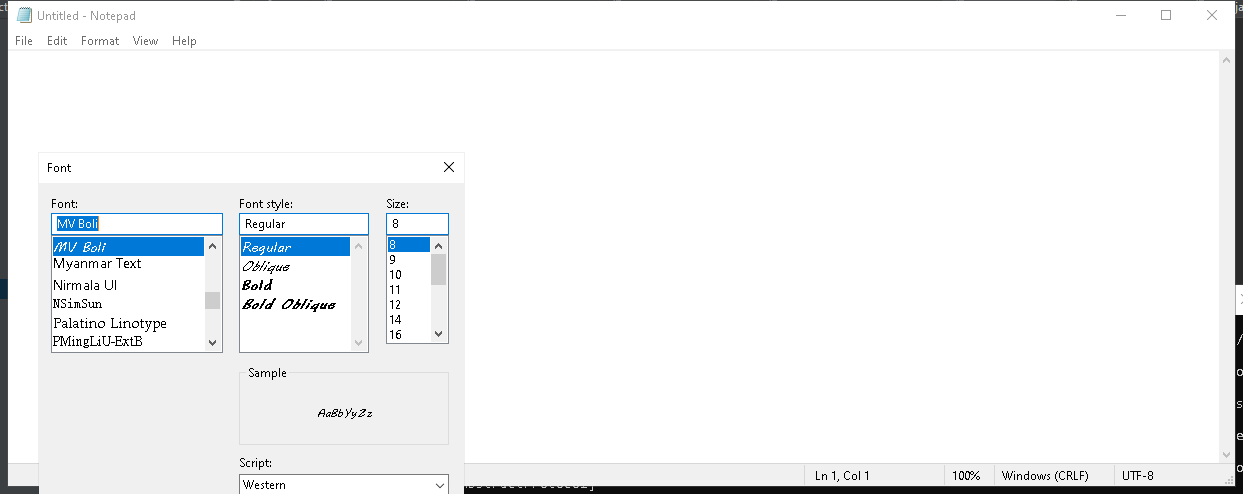 Untitled - Notepad
File Edit Format View Help
Font
Font: Font style: Size:
MV Boli Regular 8
MV Boli Regular 8
Myanmar Text Oblique 9
Nirmala UI Bold 10
NSimSun Bold Oblique 11
Palatino Linotype 12
PMingLiU-ExtB 14
16
Sample
AaBbYyZz
Script:
Western
Ln 1, Col 1 100% Windows (CRLF) UTF-8